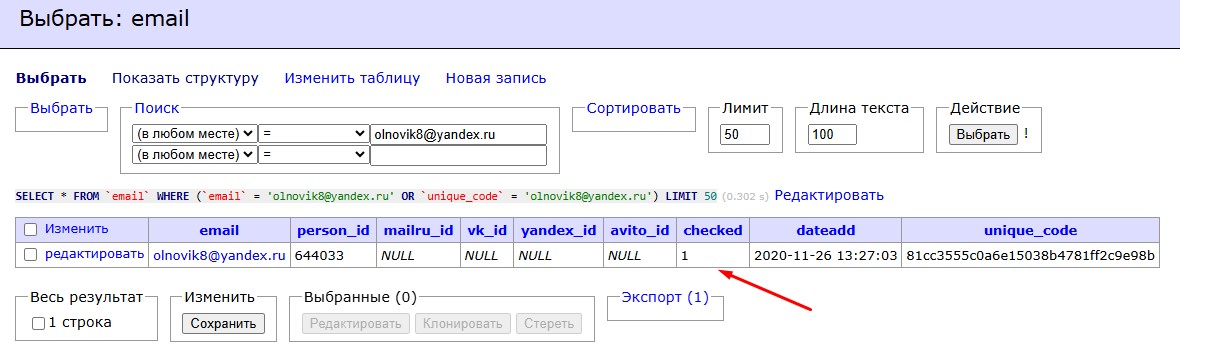 Выбрать: email
Выбрать Показать структуру Изменить таблицу Новая запись
Выбрать Поиск Сортировать Лимит Длина текста Действие
(в любом месте) = olnovik8@yandex.ru 50 100 Выбрать !
(в любом месте) =
SELECT * FROM `email` WHERE (`email` = 'olnovik8@yandex.ru' OR `unique_code` = 'olnovik8@yandex.ru') LIMIT 50 (0.302 s) Редактировать
Изменить email person_id mailru_id vk_id yandex_id avito_id checked dateadd unique_code
редактировать olnovik8@yandex.ru 644033 NULL NULL NULL NULL 1 2020-11-26 13:27:03 81cc3555c0a6e15038b4781ff2c9e98b
Весь результат Изменить Выбранные (0) Экспорт (1)
1 строка Сохранить Редактировать Клонировать Стереть